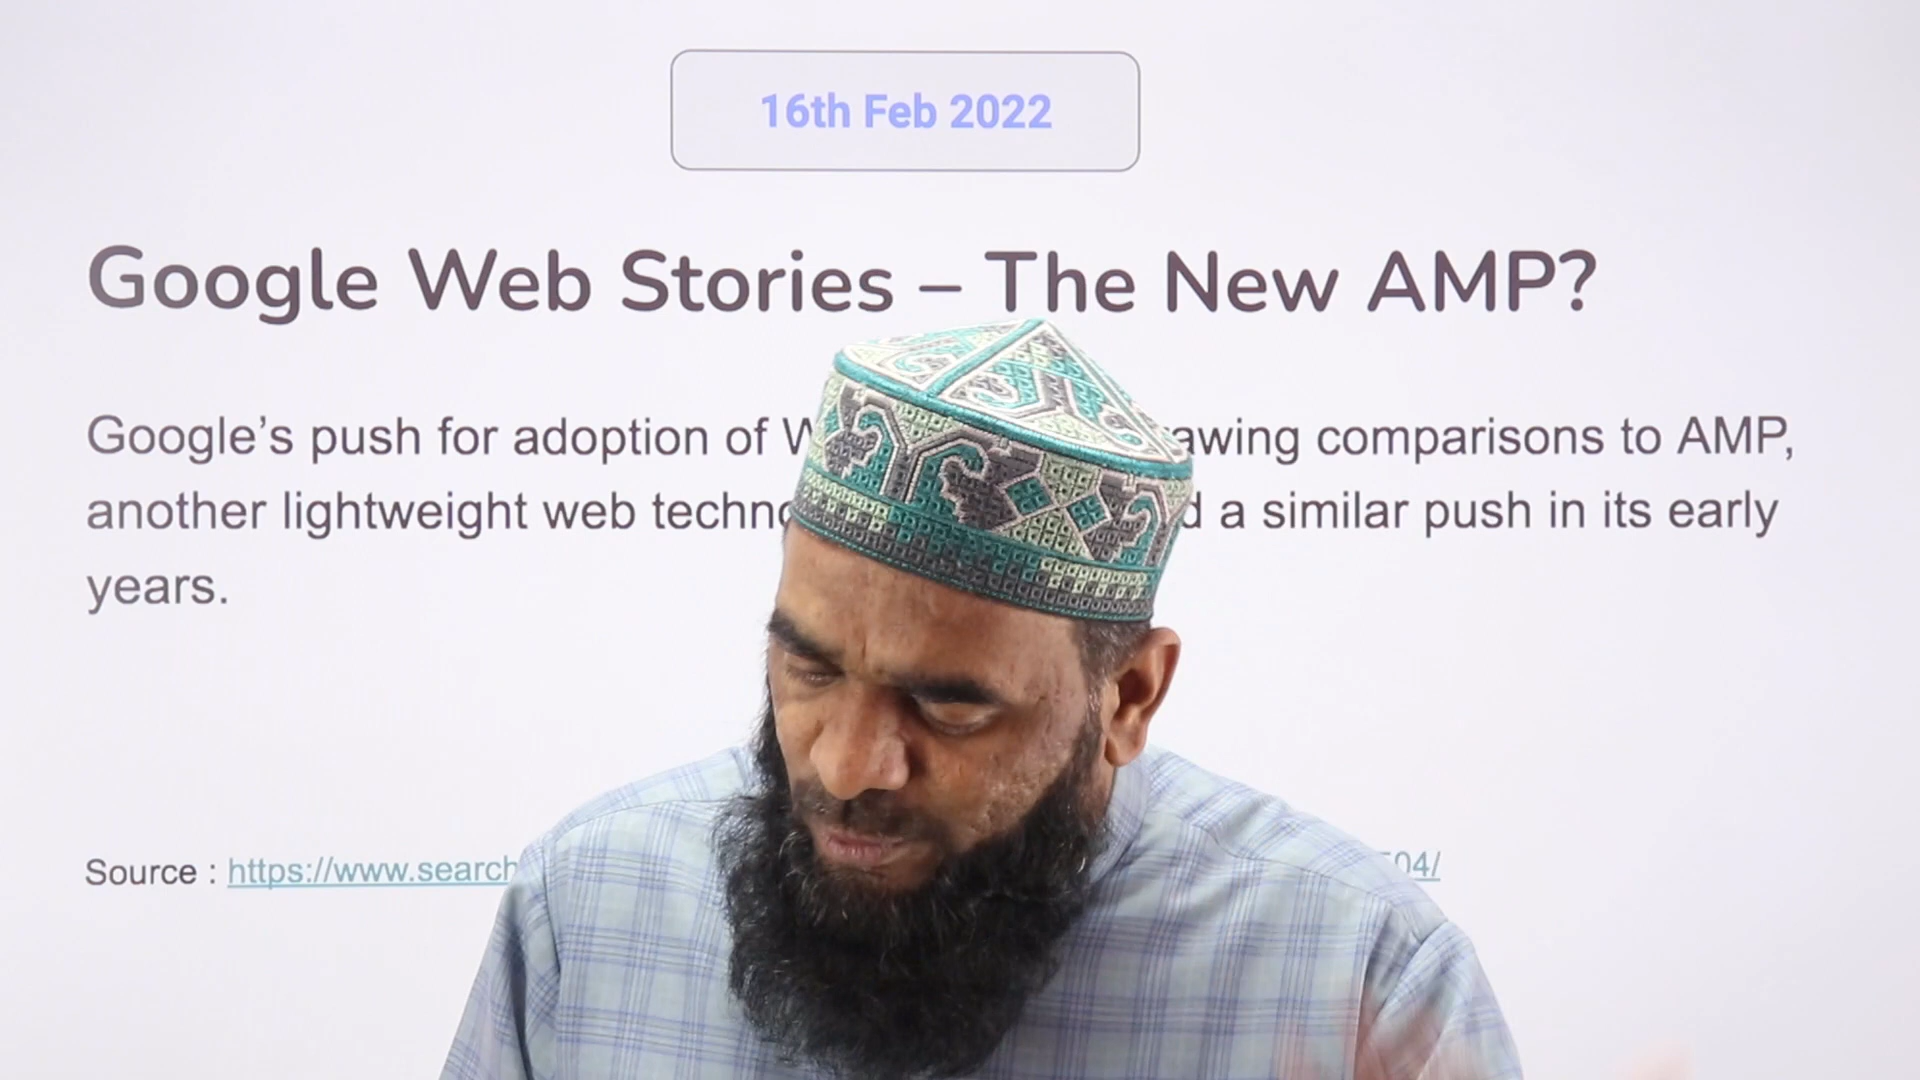 16th Feb 2022
Google Web Stories – The New AMP?
Google’s push for adoption of awing comparisons to AMP,
another lightweight web techno d a similar push in its early
years.
Source : https://www.search 04/